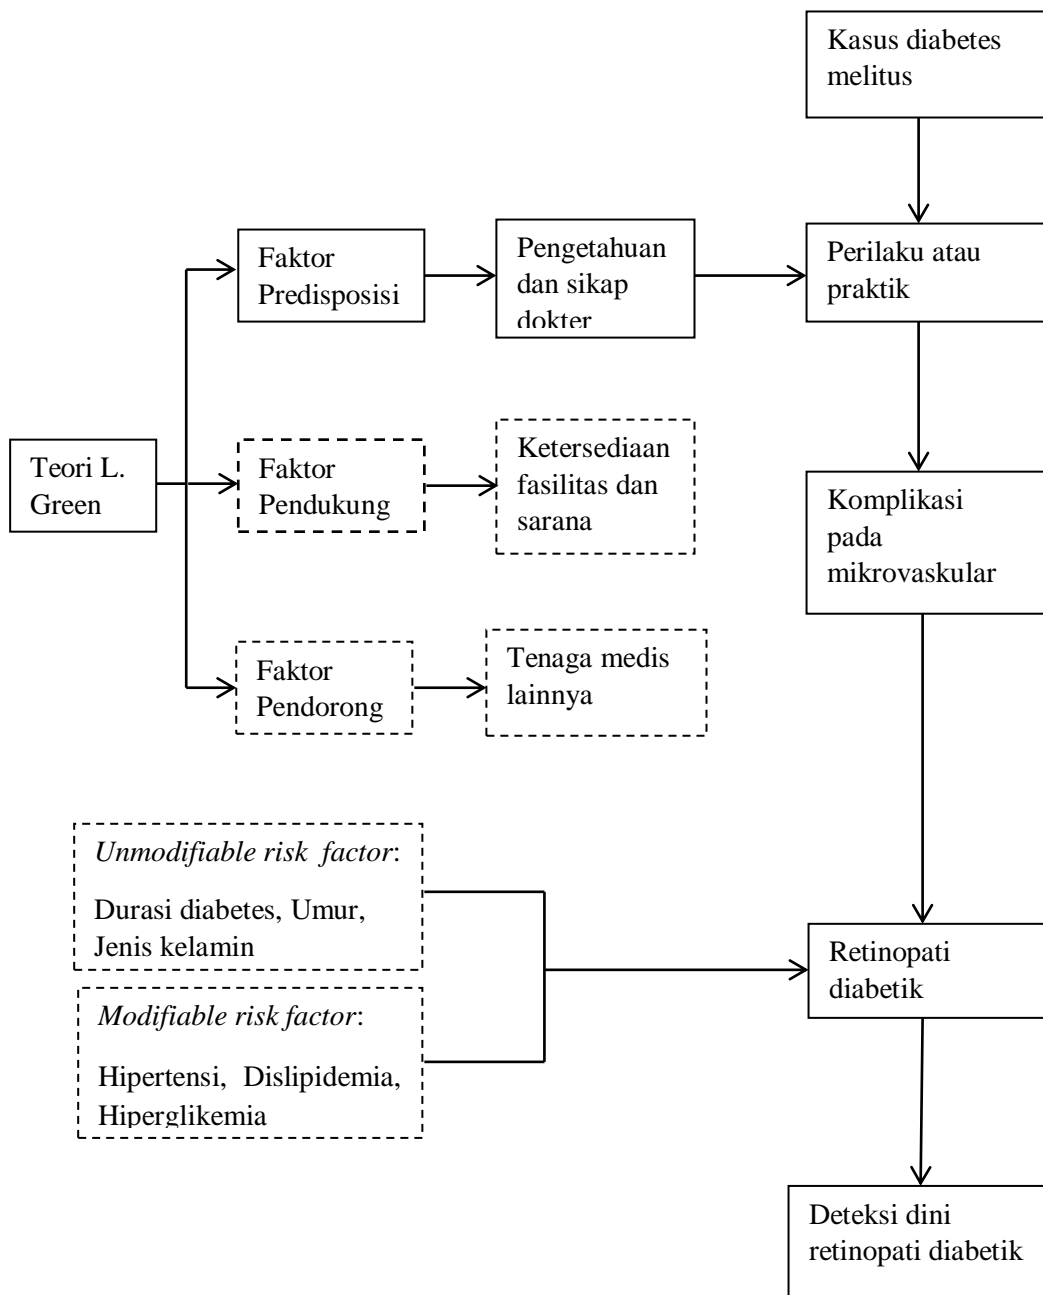 Kasus diabetes
melitus
Faktor
Predisposisi
Pengetahuan
dan sikap
dokter
Perilaku atau
praktik
Teori L.
Green
Faktor
Pendukung
Ketersediaan
fasilitas dan
sarana
Komplikasi
pada
mikrovaskular
Faktor
Pendorong
Tenaga medis
lainnya
Unmodifiable risk factor:
Durasi diabetes, Umur,
Jenis kelamin
Modifiable risk factor:
Hipertensi, Dislipidemia,
Hiperglikemia
Retinopati
diabetik
Deteksi dini
retinopati diabetik